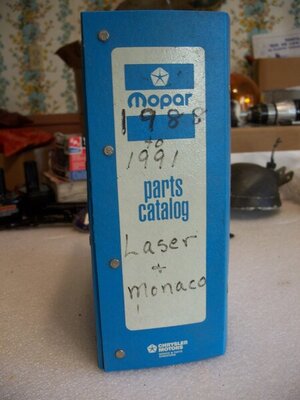 mopar
1988
to
1991
parts
catalog
Laser
+
monaco
CHRYSLER
MOTORS